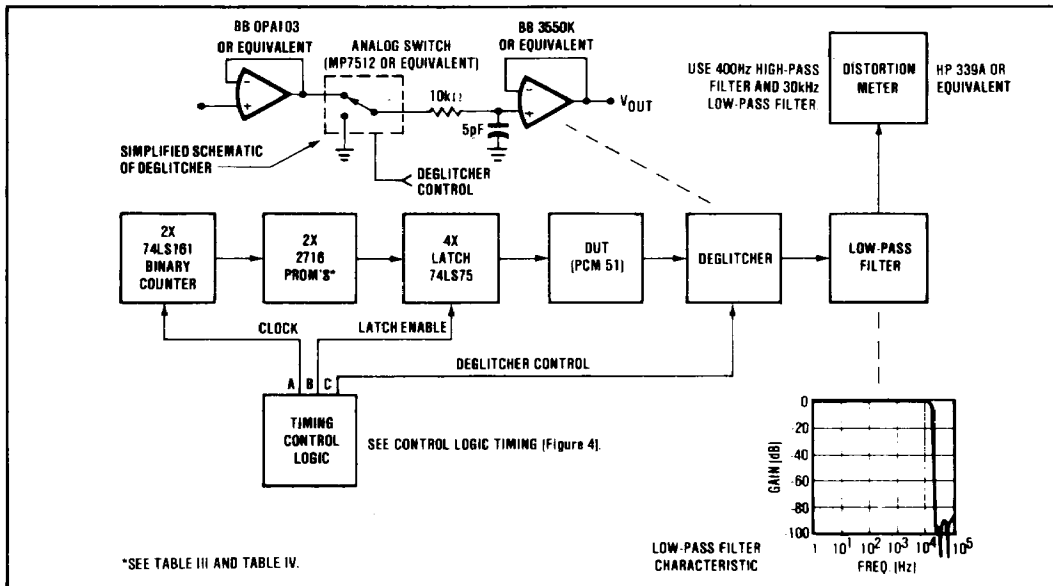 BB OPA103
OR EQUIVALENT
ANALOG SWITCH
(MP7512 OR EQUIVALENT)
BB 3550K
OR EQUIVALENT
-
+
10kΩ
5pF
-
+
VOUT
SIMPLIFIED SCHEMATIC
OF DEGLITCHER
DEGLITCHER
CONTROL
USE 400Hz HIGH-PASS
FILTER AND 30kHz
LOW-PASS FILTER.
DISTORTION
METER
HP 339A OR
EQUIVALENT
2X
74LS161
BINARY
COUNTER
2X
2716
PROM'S*
4X
LATCH
74LS75
DUT
(PCM 51)
DEGLITCHER
LOW-PASS
FILTER
CLOCK
LATCH ENABLE
DEGLITCHER CONTROL
A B C
TIMING
CONTROL
LOGIC
SEE CONTROL LOGIC TIMING (Figure 4).
GAIN (dB)
0
-20
-40
-60
-80
-100
1 10¹ 10² 10³ 10⁴ 10⁵
FREQ. (Hz)
LOW-PASS FILTER
CHARACTERISTIC
*SEE TABLE III AND TABLE IV.